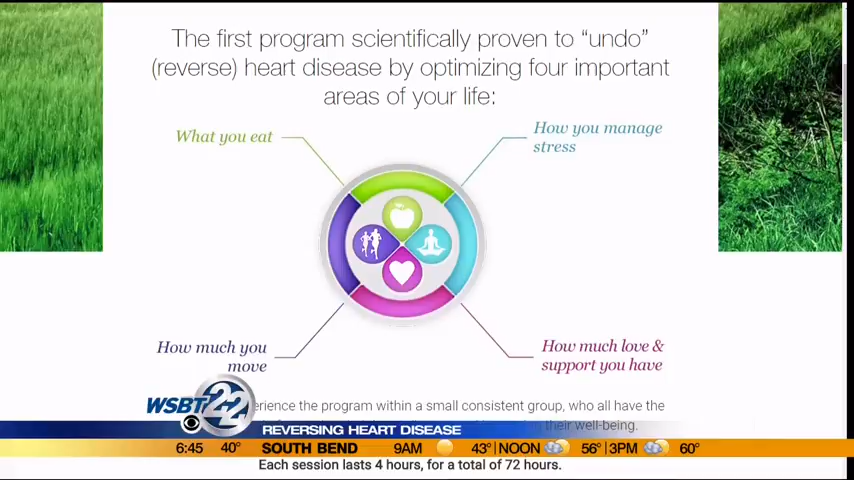 The first program scientifically proven to “undo”
(reverse) heart disease by optimizing four important
areas of your life:
What you eat
How you manage
stress
How much you
move
How much love &
support you have
WSBT 22
erience the program within a small consistent group, who all have the
their well-being.
REVERSING HEART DISEASE
6:45 40° SOUTH BEND 9AM 43° | NOON 56° | 3PM 60°
Each session lasts 4 hours, for a total of 72 hours.